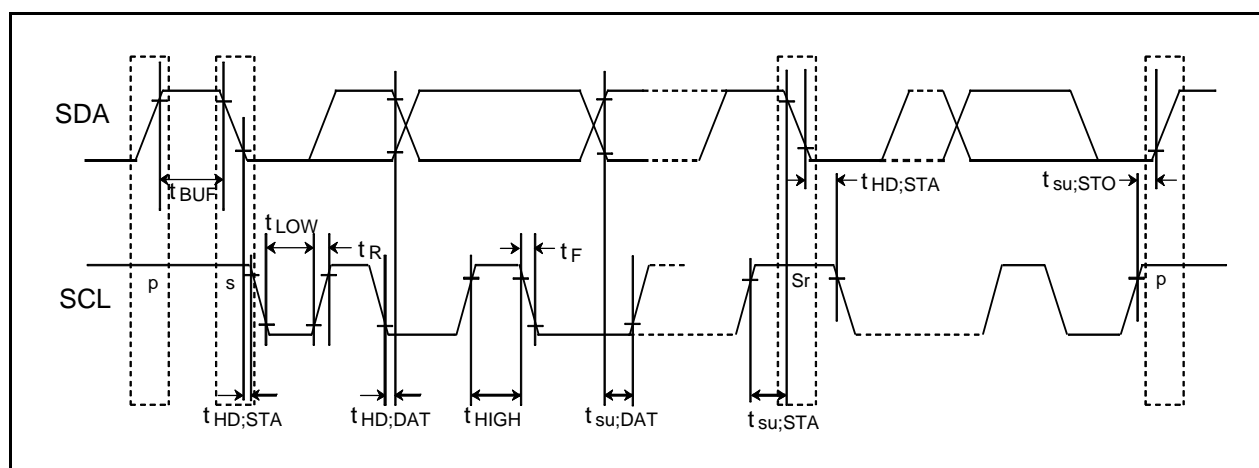 SDA
t BUF
t HD;STA
t su;STO
t LOW
t R
t F
SCL
p
s
Sr
p
t HD;STA
t HD;DAT
t HIGH
t su;DAT
t su;STA